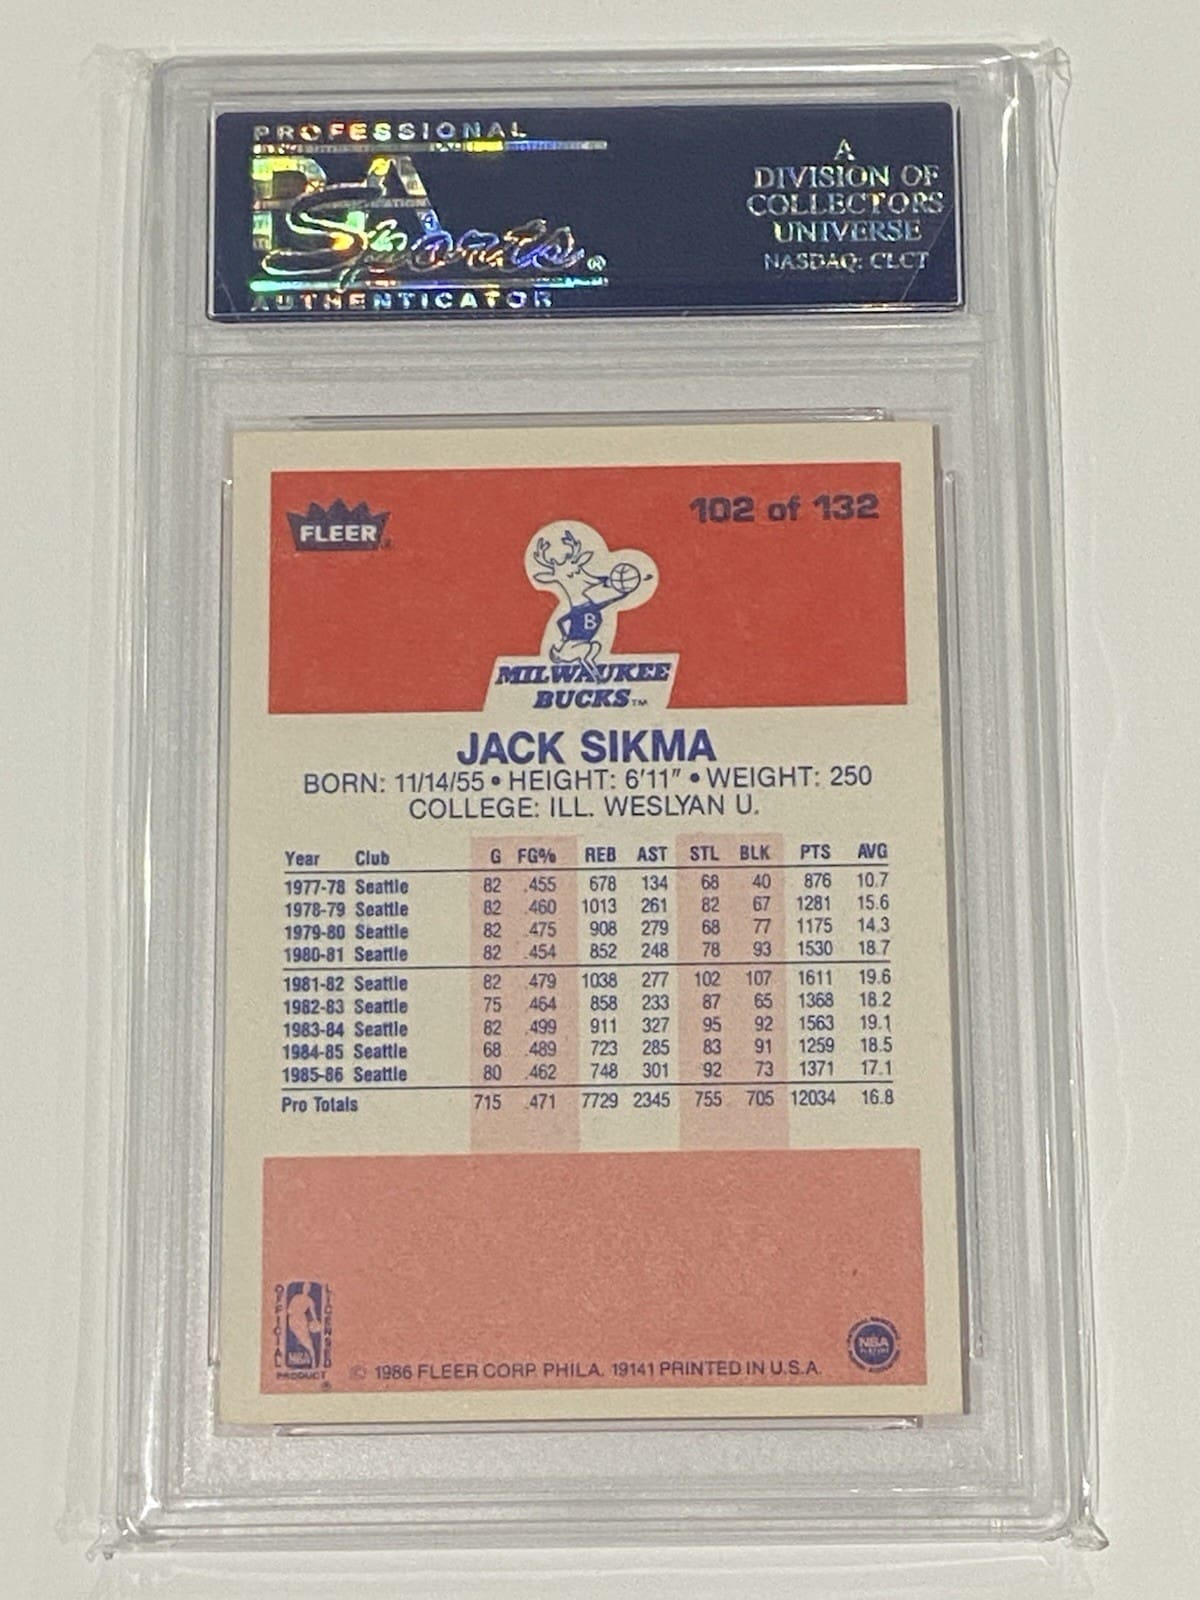 PROFESSIONAL
PSA
Sports®
AUTHENTICATOR
A
DIVISION OF
COLLECTORS
UNIVERSE
NASDAQ: CLCT
FLEER
102 of 132
B
MILWAUKEE
BUCKS™
JACK SIKMA
BORN: 11/14/55 • HEIGHT: 6'11" • WEIGHT: 250
COLLEGE: ILL. WESLYAN U.
Year Club G FG% REB AST STL BLK PTS AVG
1977-78 Seattle 82 .455 678 134 68 40 876 10.7
1978-79 Seattle 82 .460 1013 261 82 67 1281 15.6
1979-80 Seattle 82 .475 908 279 68 77 1175 14.3
1980-81 Seattle 82 .454 852 248 78 93 1530 18.7
1981-82 Seattle 82 .479 1038 277 102 107 1611 19.6
1982-83 Seattle 75 .464 858 233 87 65 1368 18.2
1983-84 Seattle 82 .499 911 327 95 92 1563 19.1
1984-85 Seattle 68 .489 723 285 83 91 1259 18.5
1985-86 Seattle 80 .462 748 301 92 73 1371 17.1
Pro Totals 715 .471 7729 2345 755 705 12034 16.8
OFFICIAL LICENSED
NBA
PRODUCT
®
© 1986 FLEER CORP. PHILA. 19141 PRINTED IN U.S.A.
NBA